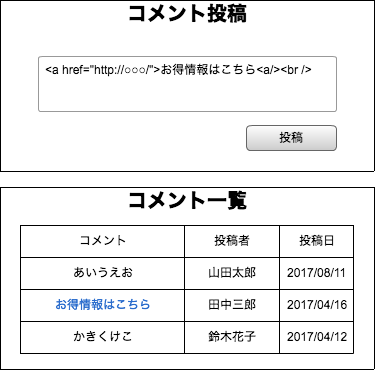 コメント投稿
<a href="http://○○○/">お得情報はこちら<a/><br />
投稿
コメント一覧
コメント 投稿者 投稿日
あいうえお 山田太郎 2017/08/11
お得情報はこちら 田中三郎 2017/04/16
かきくけこ 鈴木花子 2017/04/12